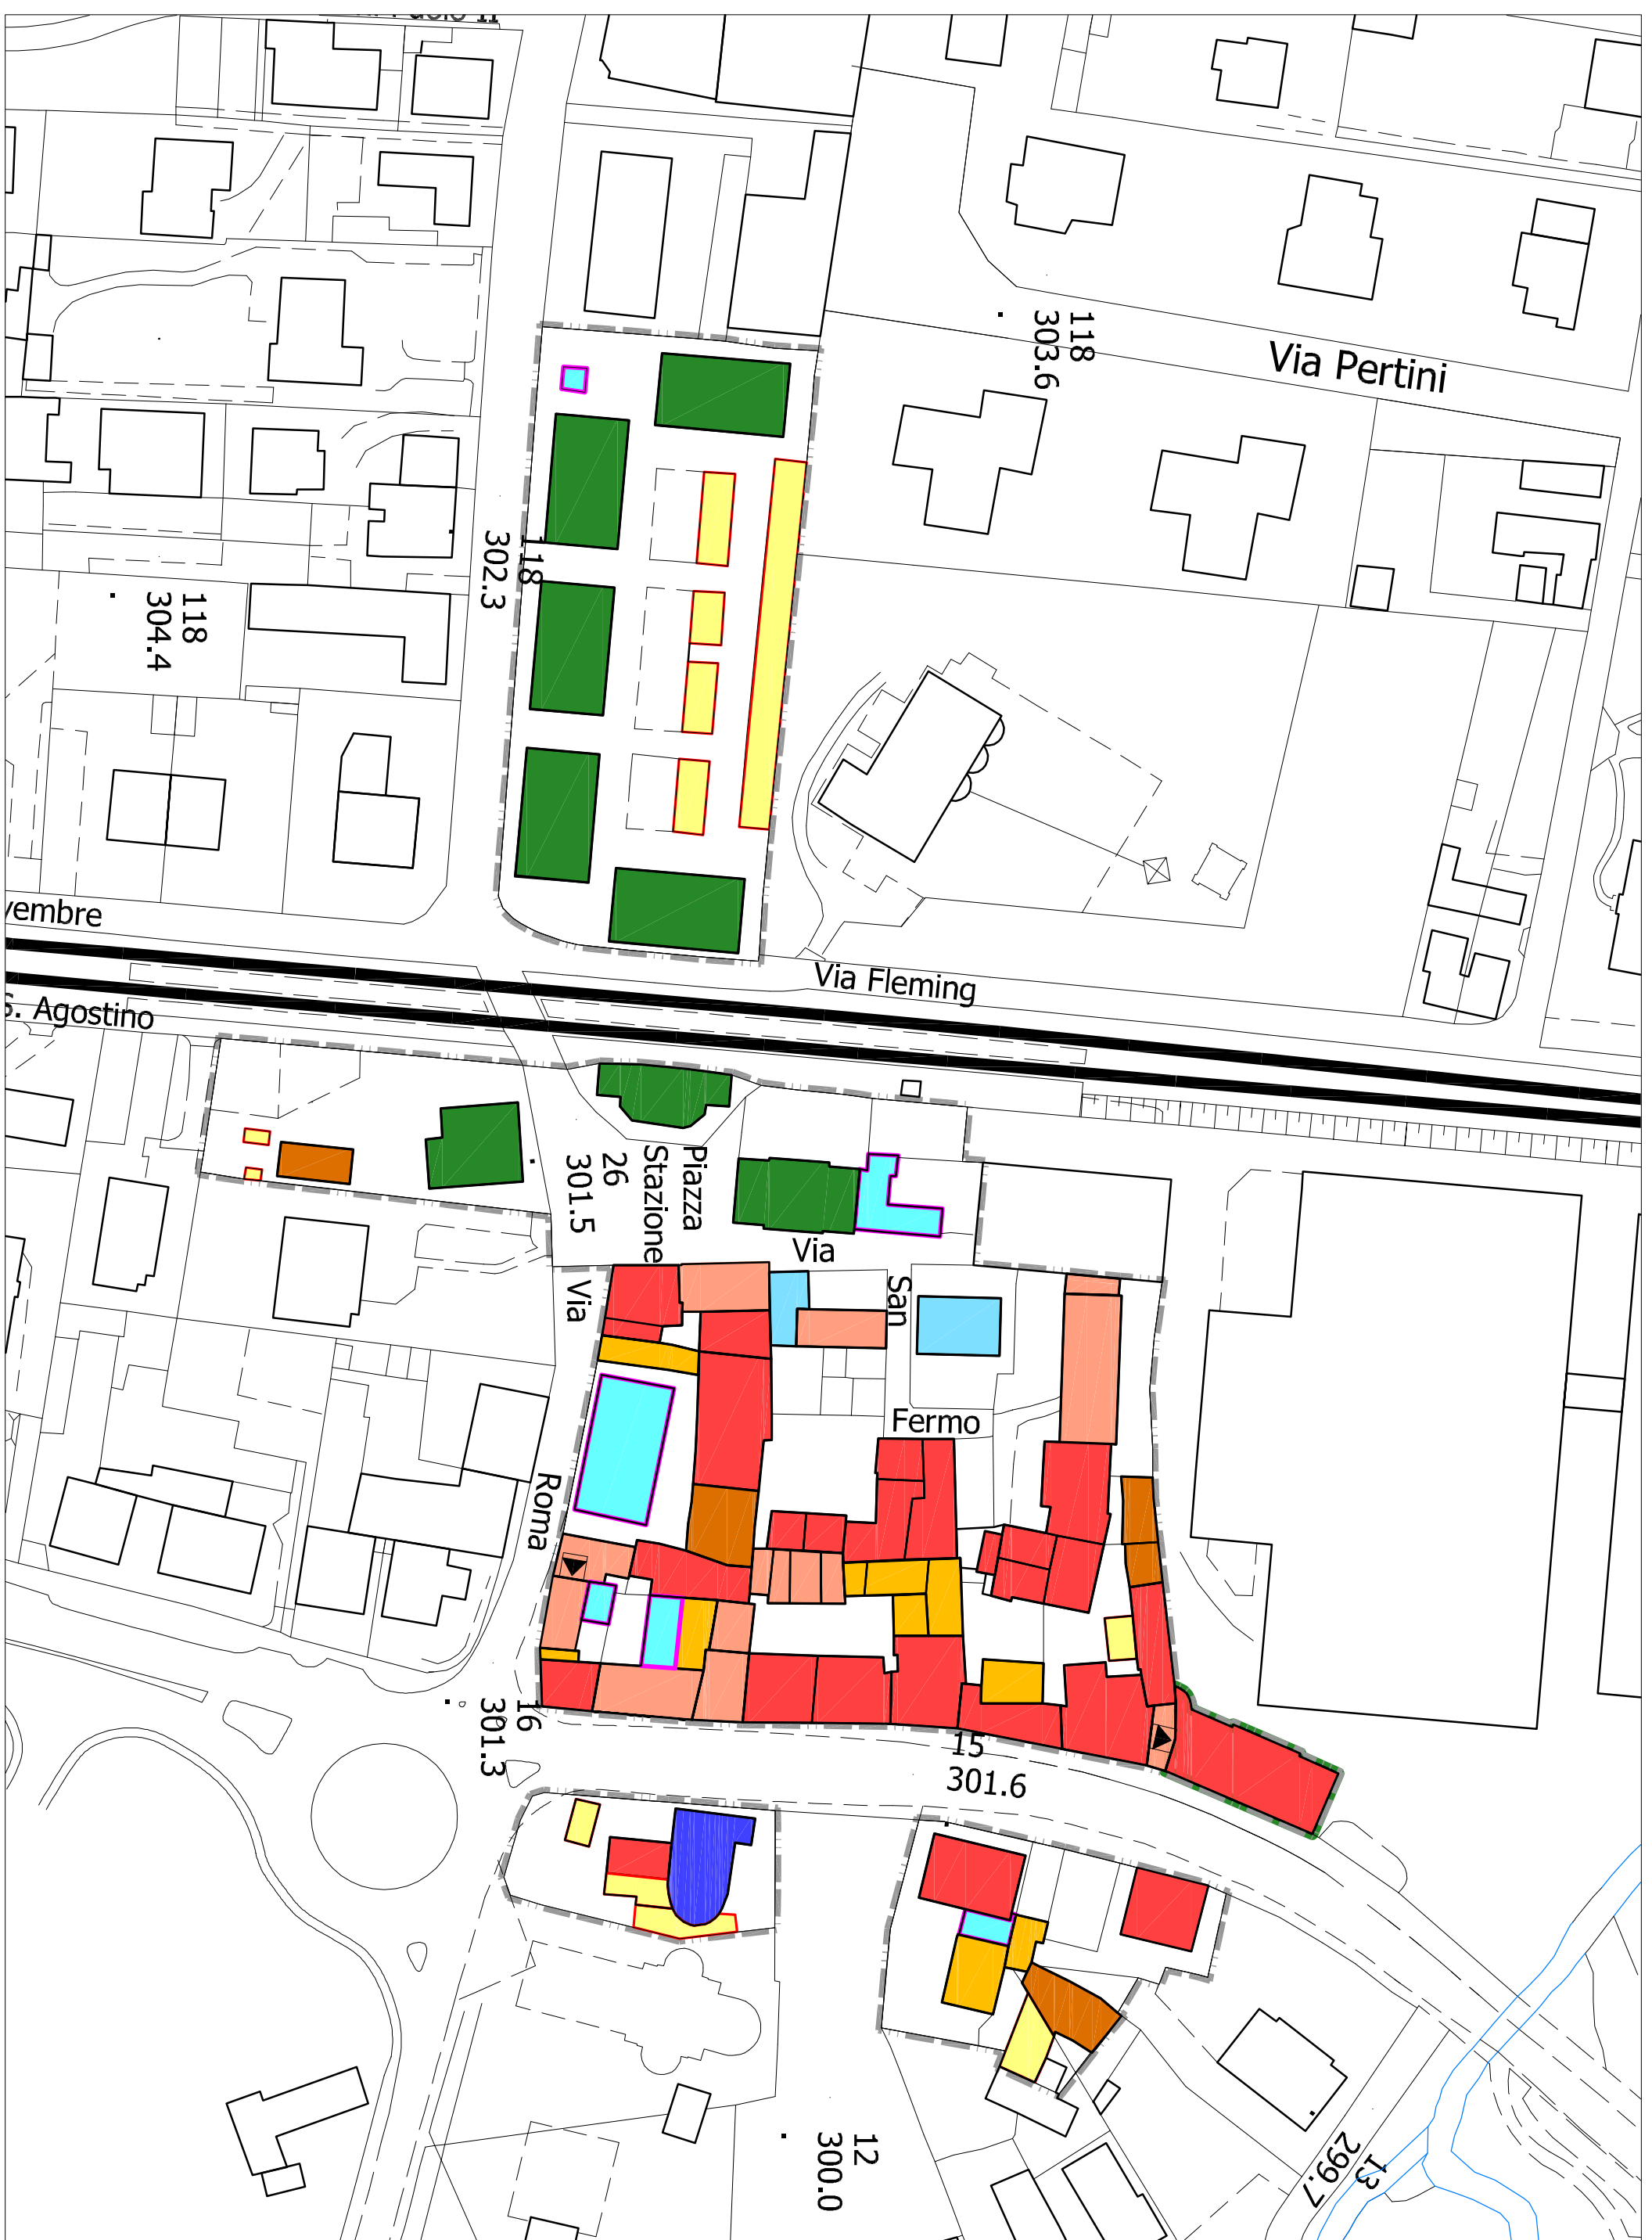 Via Pertini
118
303.6
118
302.3
118
304.4
vembre
Via Fleming
S. Agostino
Piazza
Stazione
26
301.5
Via
San
Fermo
Via
Roma
16
301.3
15
301.6
12
300.0
13
299.7